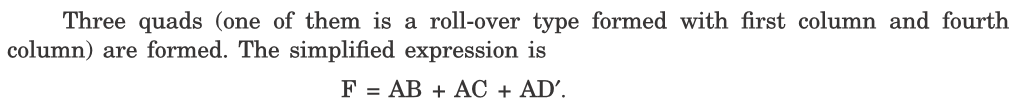 Three quads (one of them is a roll-over type formed with first column and fourth
column) are formed. The simplified expression is
F = AB + AC + AD′.